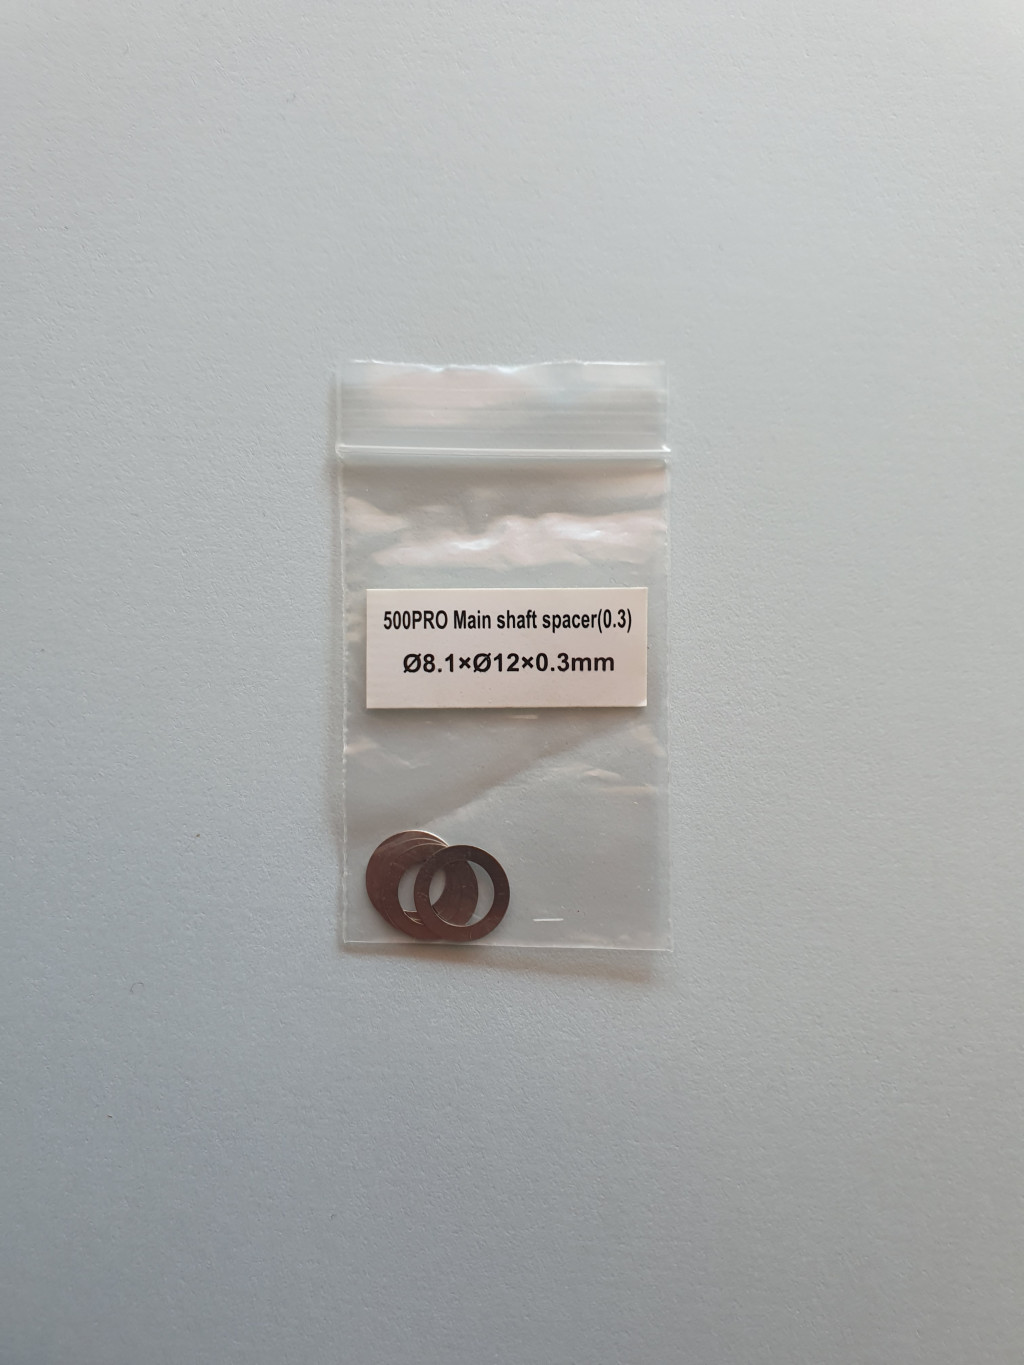 500PRO Main shaft spacer(0.3)
Ø8.1×Ø12×0.3mm